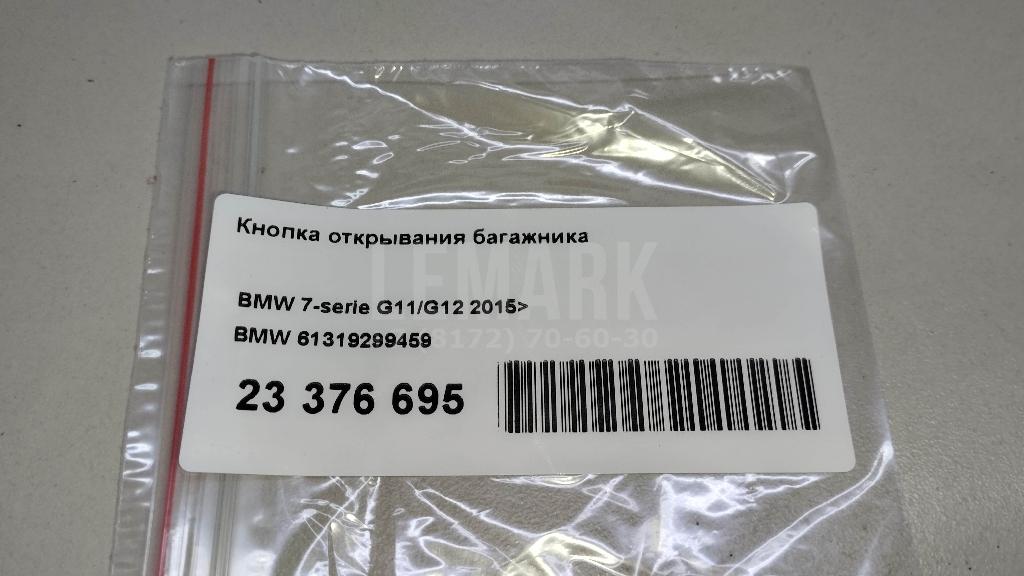 Кнопка открывания багажника
LEMARK
BMW 7-serie G11/G12 2015>
BMW 61319299459
(8172) 70-60-30
23 376 695